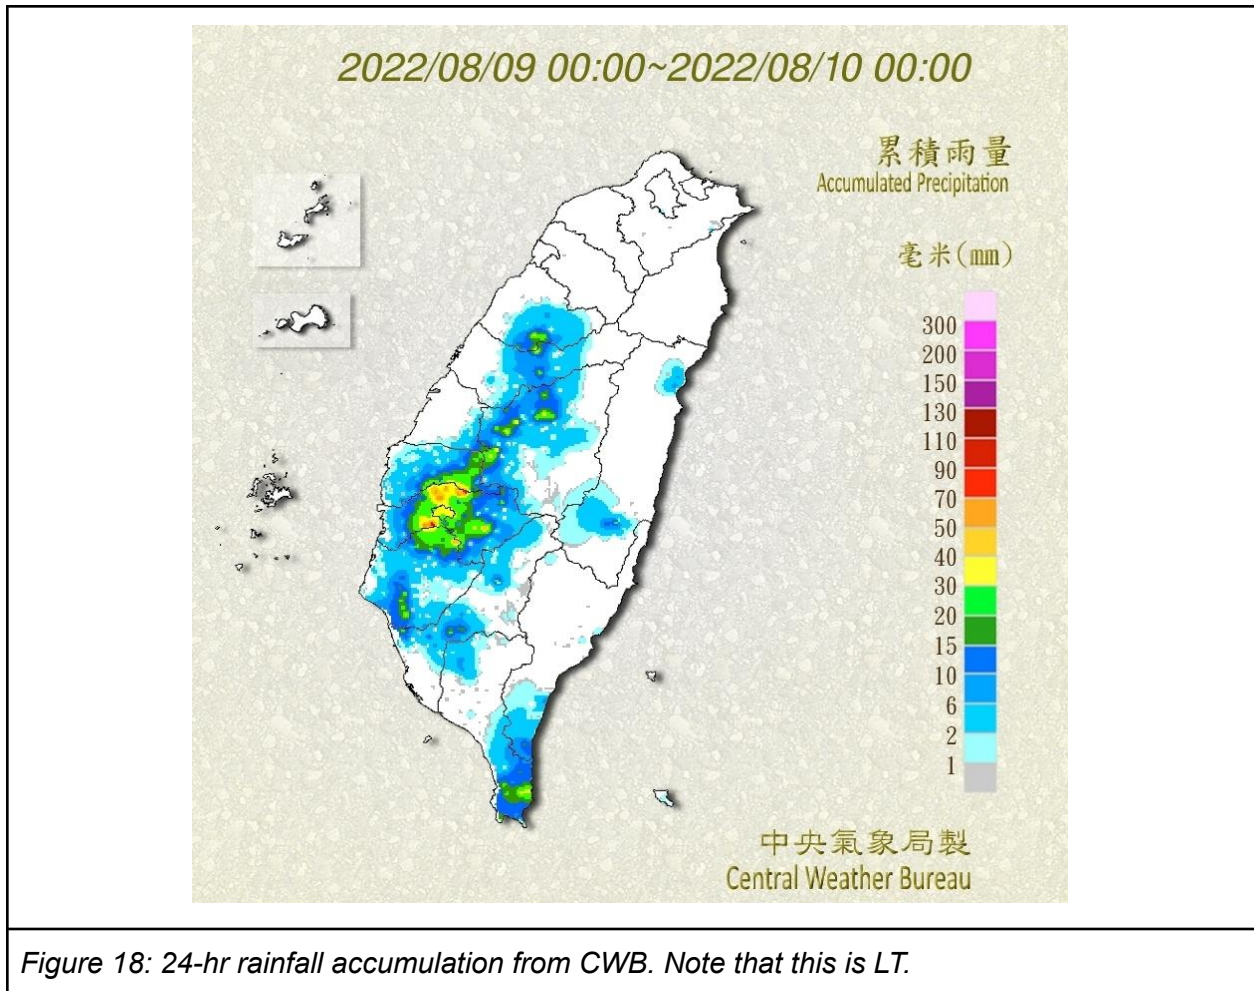 2022/08/09 00:00~2022/08/10 00:00
累積雨量
Accumulated Precipitation
毫米(mm)
300
200
150
130
110
90
70
50
40
30
20
15
10
6
2
1
中央氣象局製
Central Weather Bureau
Figure 18: 24-hr rainfall accumulation from CWB. Note that this is LT.